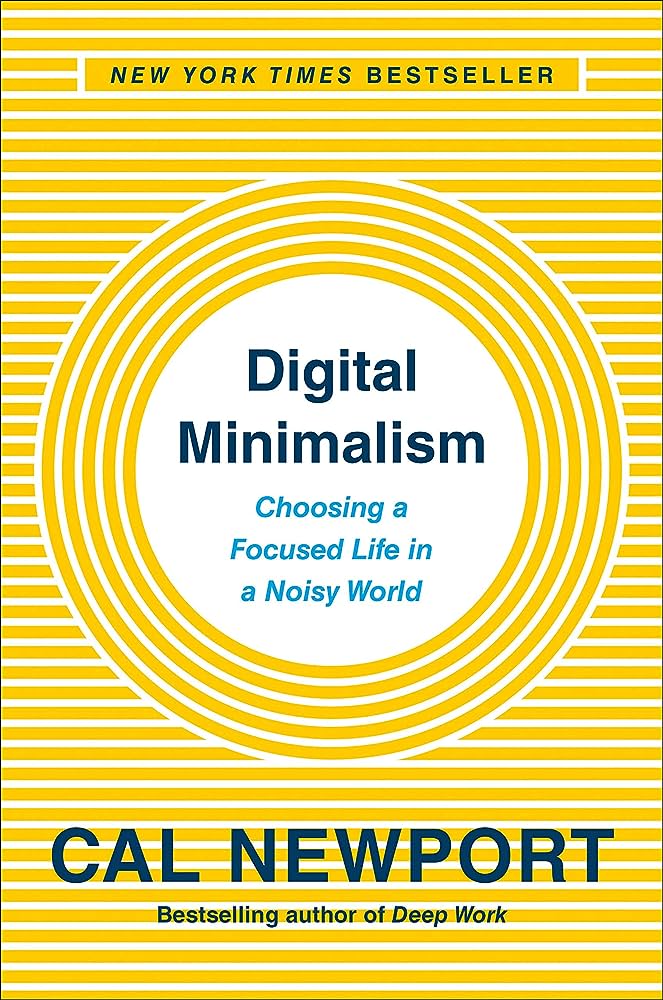 NEW YORK TIMES BESTSELLER
Digital
Minimalism
Choosing a
Focused Life in
a Noisy World
CAL NEWPORT
Bestselling author of Deep Work